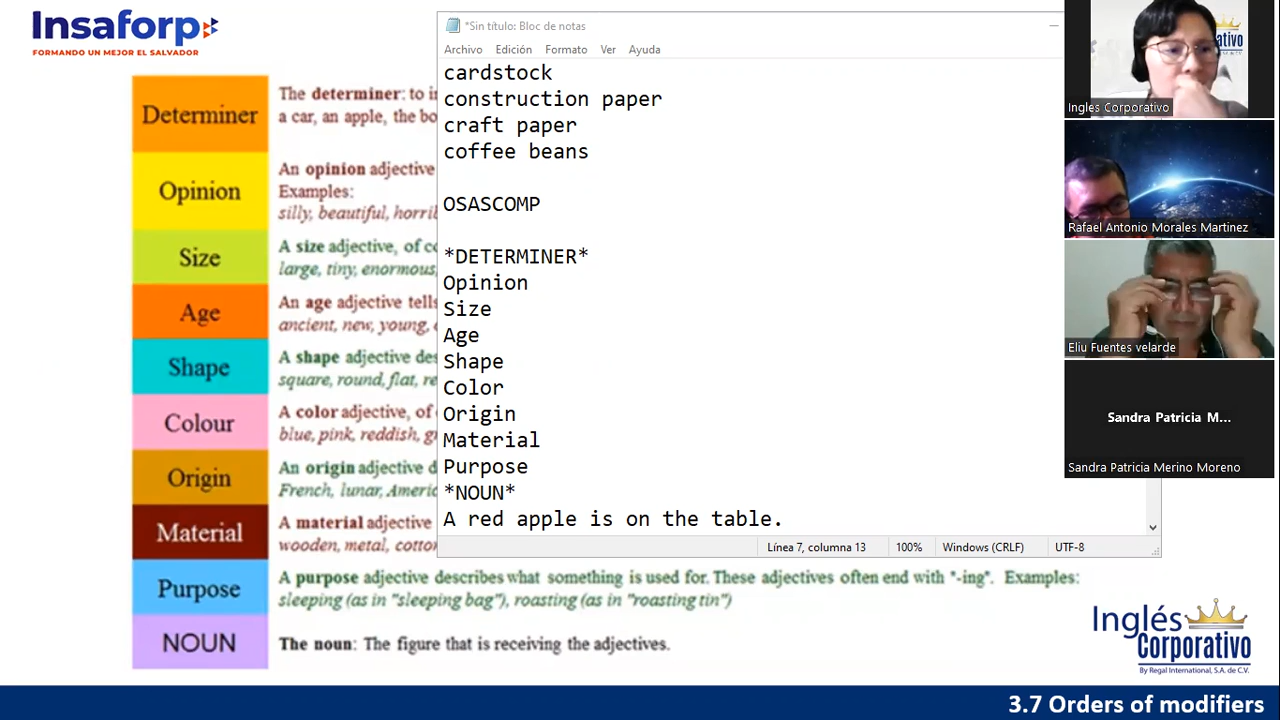 Insaforp
FORMANDO UN MEJOR EL SALVADOR
Determiner
The determiner:
a car, an apple, the
Opinion
An opinion adjective
Examples:
silly, beautiful,
Size
A size adjective, of
large, tiny, enormous,
Age
An age adjective tells
ancient, new, young,
Shape
A shape adjective
square, round, flat,
Colour
A color adjective, of
blue, pink, reddish,
Origin
An origin adjective
French, lunar,
Material
A material adjective
wooden, metal,
Purpose
A purpose adjective describes what something is used for. These adjectives often end with "-ing". Examples:
sleeping (as in "sleeping bag"), roasting (as in "roasting tin")
NOUN
The noun: The figure that is receiving the adjectives.
*Sin título: Bloc de notas
Archivo Edición Formato Ver Ayuda
cardstock
construction paper
craft paper
coffee beans
OSASCOMP
*DETERMINER*
Opinion
Size
Age
Shape
Color
Origin
Material
Purpose
*NOUN*
A red apple is on the table.
Línea 7, columna 13 100% Windows (CRLF) UTF-8
Ingles Corporativo
Rafael Antonio Morales Martinez
Eliu Fuentes velarde
Sandra Patricia M...
Sandra Patricia Merino Moreno
Inglés
Corporativo
By Regal International, S.A. de C.V.
3.7 Orders of modifiers